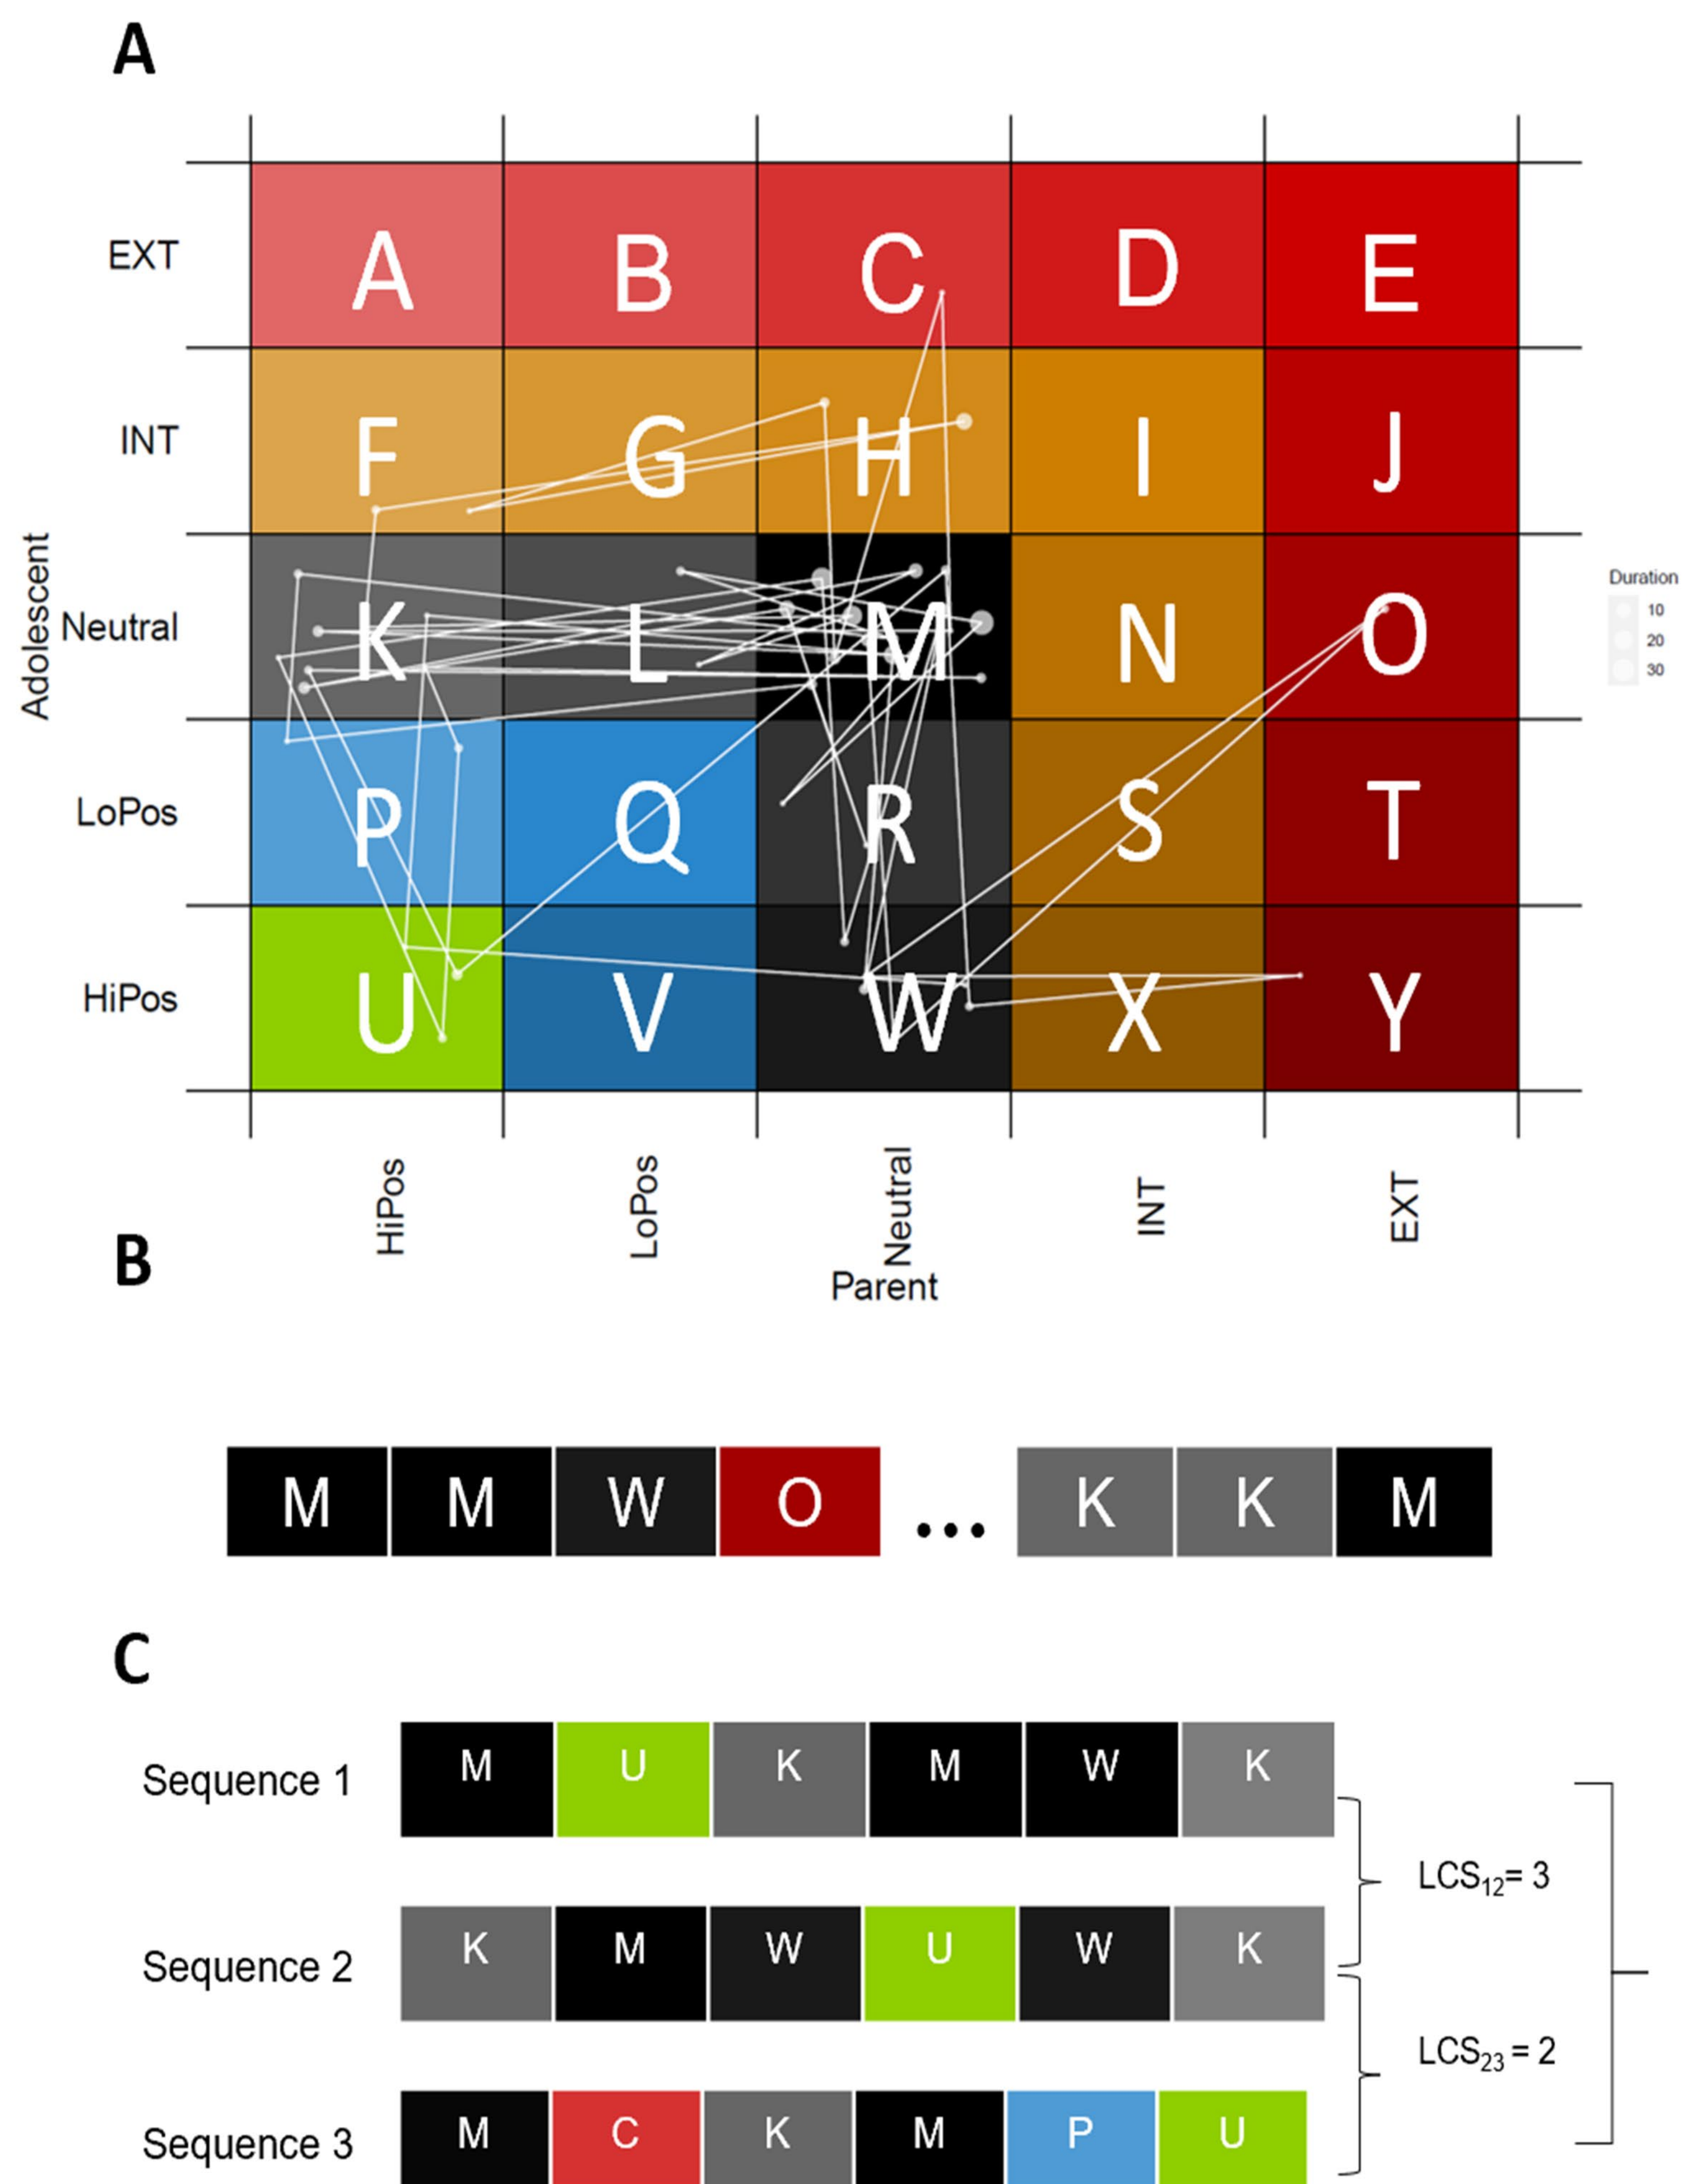 A
EXT A B C D E
INT F G H I J
Neutral K L M N O
LoPos P Q R S T
HiPos U V W X Y
Adolescent
Duration
10
20
30
HiPos LoPos Neutral INT EXT
Parent
B
M M W O ... K K M
C
Sequence 1 M U K M W K
LCS12= 3
Sequence 2 K M W U W K
LCS23 = 2
Sequence 3 M C K M P U